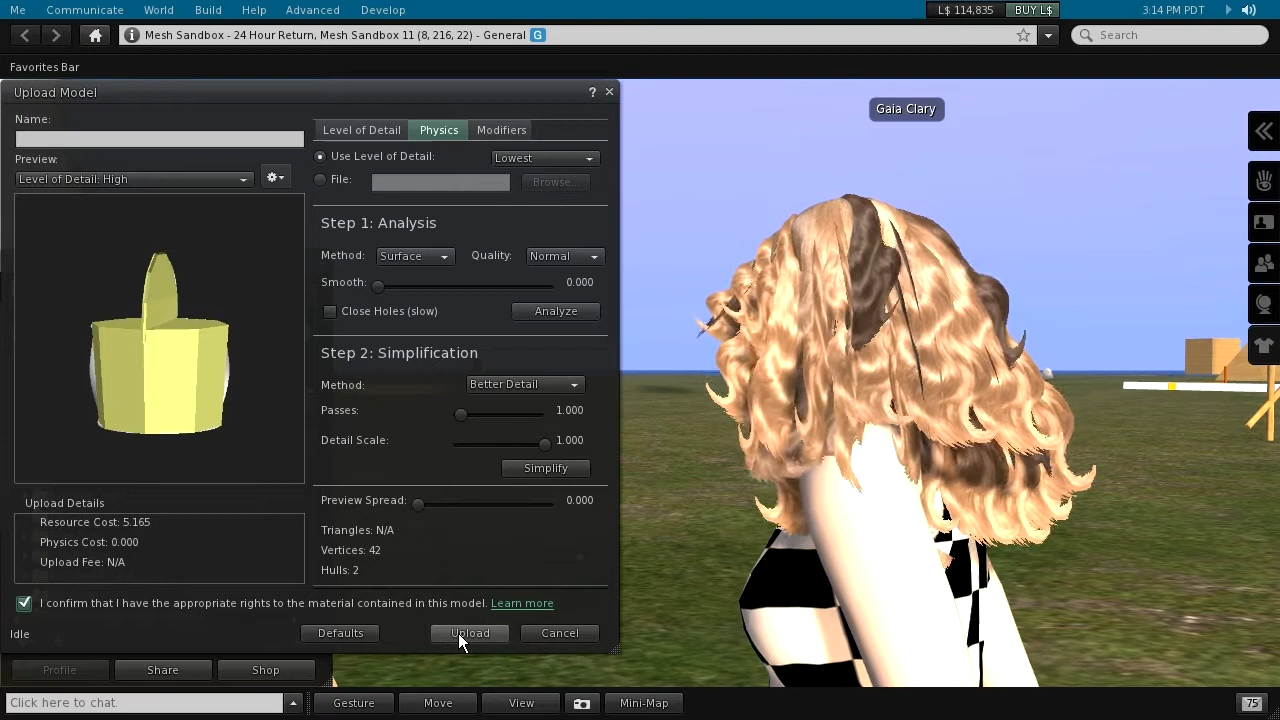 Me Communicate World Build Help Advanced Develop L$ 114,835 BUY L$ 3:14 PM PDT
Mesh Sandbox - 24 Hour Return, Mesh Sandbox 11 (8, 216, 22) - General G Search
Favorites Bar
Upload Model ? ×
Gaia Clary
Name:
Preview:
Level of Detail: High
Level of Detail Physics Modifiers
Use Level of Detail: Lowest
File: Browse...
Step 1: Analysis
Method: Surface Quality: Normal
Smooth: 0.000
Close Holes (slow) Analyze
Step 2: Simplification
Method: Better Detail
Passes: 1.000
Detail Scale: 1.000
Simplify
Preview Spread: 0.000
Triangles: N/A
Vertices: 42
Hulls: 2
Upload Details
Resource Cost: 5.165
Physics Cost: 0.000
Upload Fee: N/A
I confirm that I have the appropriate rights to the material contained in this model. Learn more
Idle Defaults Upload Cancel
Profile Share Shop
Click here to chat. Gesture Move View Mini-Map 75